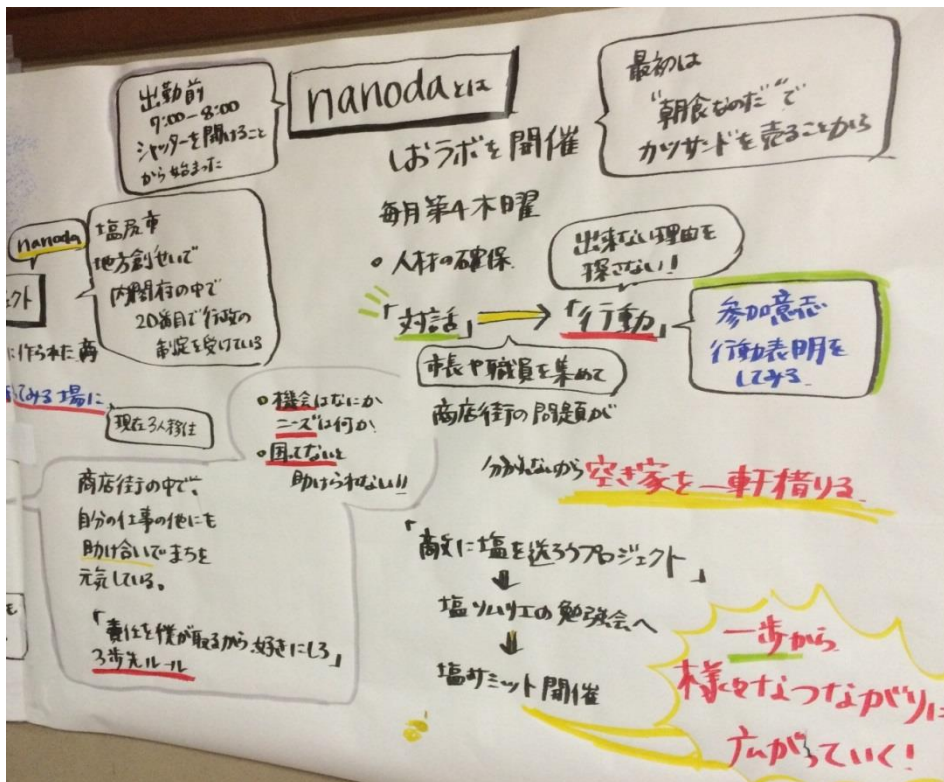 出勤前
7:00-8:00
シャッターを開けること
から始まった
nanodaとは
最初は
"朝食なのだ"で
カツサンドを売ることから
しおラボを開催
毎月第4木曜
・人材の確保
出来ない理由を
探さない!
「対話」→「行動」
参加意志
行動表明を
してみる
市長や職員を集めて
商店街の問題が
分からないから 空き家を一軒借りる
「敵に塩を送ろうプロジェクト」
↓
塩ソムリエの勉強会へ
↓
塩サミット開催
一歩から
様々なつながりに
広がっていく!
nanoda
塩尻市
地方創せいで
内閣府の中で
20番目で行政の
制定を受けている
ェクト
に作られた商
てみる場に
現在3人移住
・機会はなにか
ニーズは何か
・困ってないと
助けられない!!
商店街の中で、
自分の仕事の他にも
助け合いでまちを
元気している。
「責任を僕が取るから、好きにしろ」
3歩先ルール
も